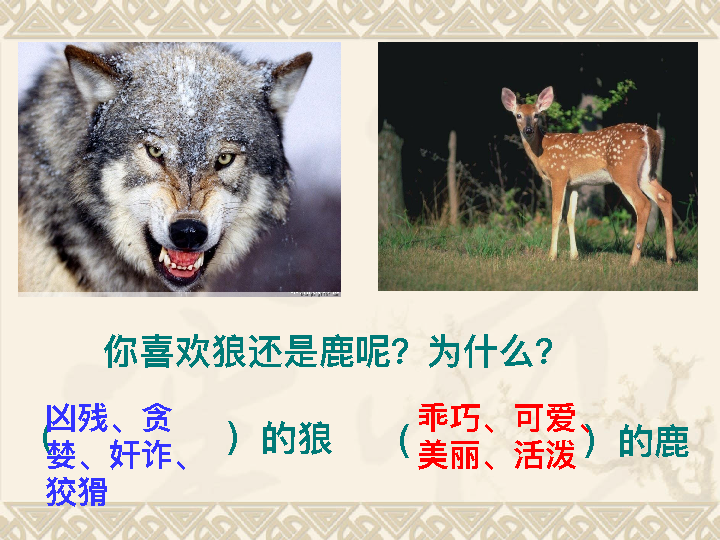 你喜欢狼还是鹿呢？为什么？
（凶残、贪
婪、奸诈、
狡猾
）的狼
（乖巧、可爱、
美丽、活泼）的鹿